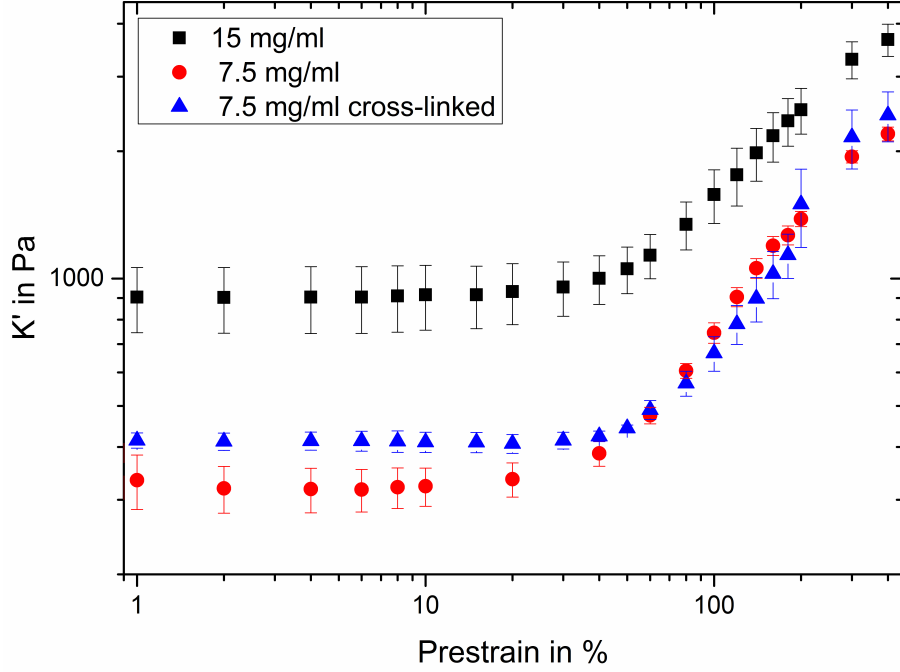 15 mg/ml
7.5 mg/ml
7.5 mg/ml cross-linked
K' in Pa
1000
1 10 100
Prestrain in %